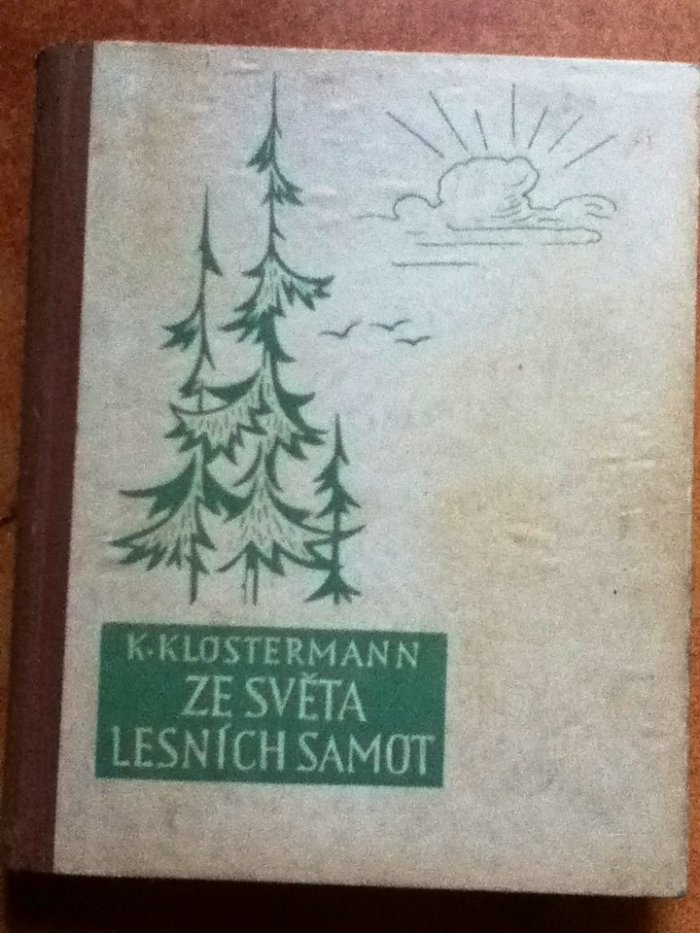 K. KLOSTERMANN
ZE SVĚTA
LESNÍCH SAMOT